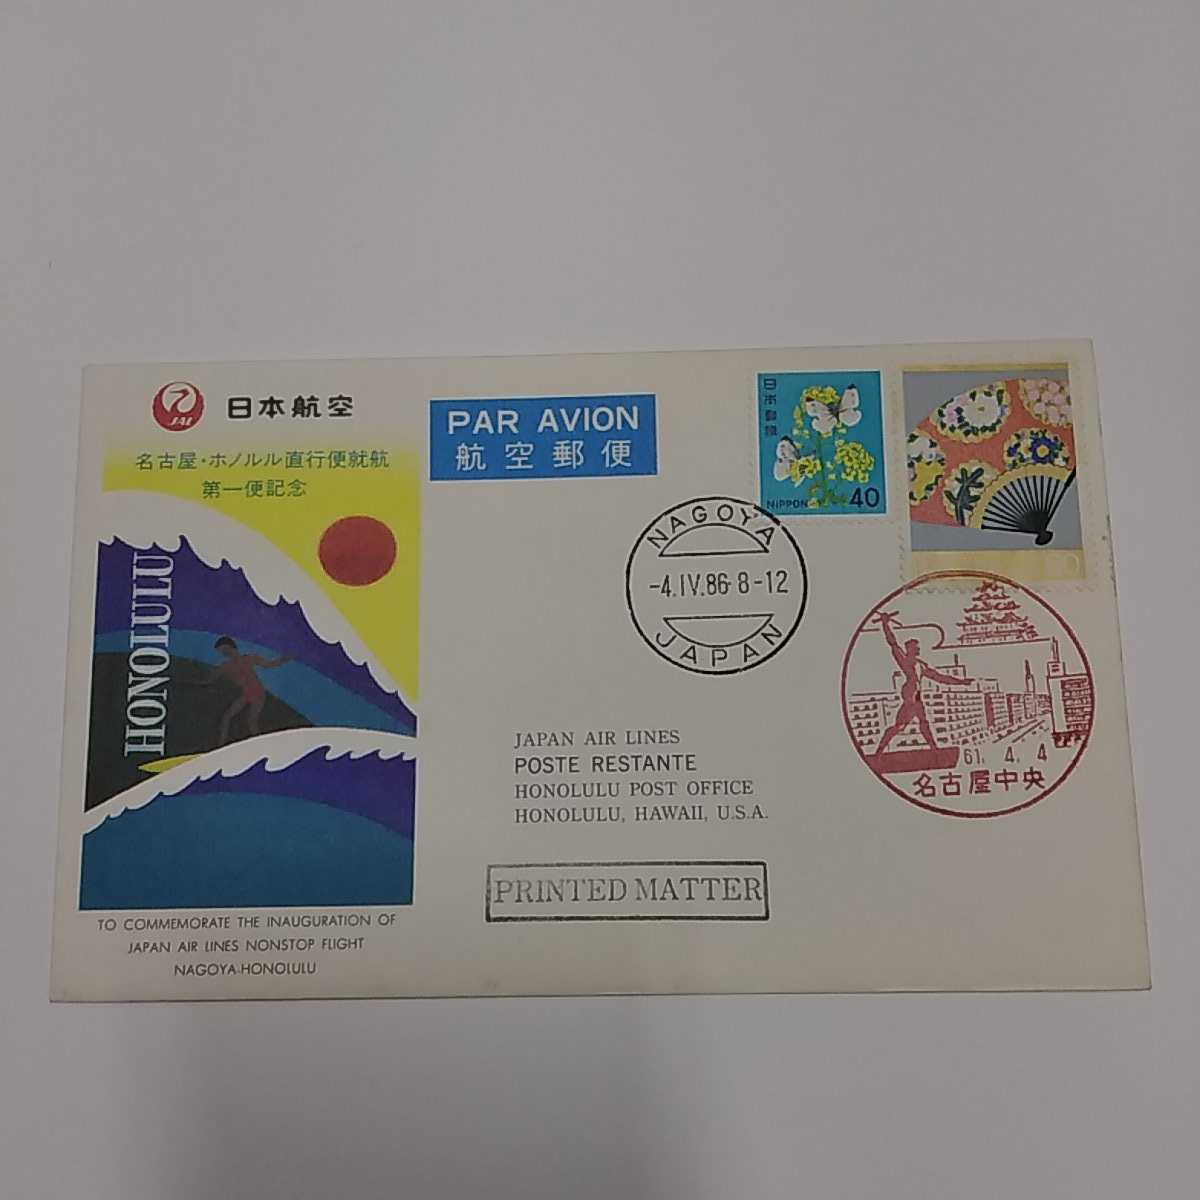 JAL
日本航空
名古屋・ホノルル直行便就航
第一便記念
HONOLULU
TO COMMEMORATE THE INAUGURATION OF
JAPAN AIR LINES NONSTOP FLIGHT
NAGOYA-HONOLULU
PAR AVION
航空郵便
日本郵便
NIPPON 40
NAGOYA
-4.IV.86-8-12
JAPAN
61. 4. 4
名古屋中央
JAPAN AIR LINES
POSTE RESTANTE
HONOLULU POST OFFICE
HONOLULU, HAWAII, U.S.A.
PRINTED MATTER